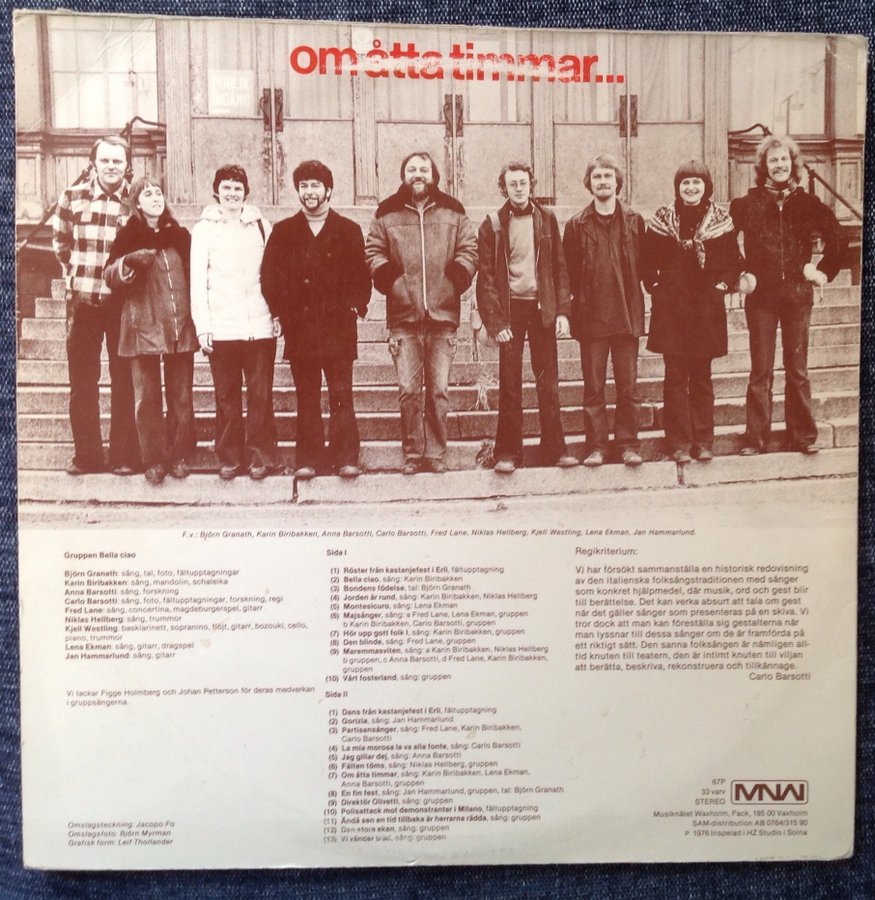 om åtta timmar...
PUBLIK
INGÅNG
F.v.: Björn Granath, Karin Biribakken, Anna Barsotti, Carlo Barsotti, Fred Lane, Niklas Hellberg, Kjell Westling, Lena Ekman, Jan Hammarlund.
Gruppen Bella ciao
Björn Granath: sång, tal, foto, fältupptagningar
Karin Biribakken: sång, mandolin, schaleika
Anna Barsotti: sång, forskning
Carlo Barsotti: sång, foto, fältupptagningar, forskning, regi
Fred Lane: sång, concertina, magdeburgerspel, gitarr
Niklas Hellberg: sång, trummor
Kjell Westling: basklarinett, sopranino, flöjt, gitarr, bozouki, cello,
piano, trummor
Lena Ekman: sång, gitarr, dragspel
Jan Hammarlund: sång, gitarr
Vi tackar Figge Holmberg och Johan Petterson för deras medverkan
i gruppsångerna.
Omslagsteckning: Jacopo Fo
Omslagsfoto: Björn Myrman
Grafisk form: Leif Thollander
Sida I
(1) Röster från kastanjefest i Erli, fältupptagning
(2) Bella ciao, sång: Karin Biribakken
(3) Bondens födelse, tal: Björn Granath
(4) Jorden är rund, sång: Karin Biribakken, Niklas Hellberg
(5) Montesicuro, sång: Lena Ekman
(6) Majsånger, sång: a Fred Lane, Lena Ekman, gruppen
b Karin Biribakken, Carlo Barsotti, gruppen
(7) Hör upp gott folk I, sång: Karin Biribakken, gruppen
(8) Den blinde, sång: Fred Lane, gruppen
(9) Maremmasviten, sång: a Karin Biribakken, Niklas Hellberg
b gruppen, c Anna Barsotti, d Fred Lane, Karin Biribakken,
gruppen
(10) Vårt fosterland, sång: gruppen
Sida II
(1) Dans från kastanjefest i Erli, fältupptagning
(2) Gorizia, sång: Jan Hammarlund
(3) Partisansånger, sång: Fred Lane, Karin Biribakken,
Carlo Barsotti
(4) La mia morosa la va alla fonte, sång: Carlo Barsotti
(5) Jag gillar dej, sång: Anna Barsotti
(6) Fälten töms, sång: Niklas Hellberg, gruppen
(7) Om åtta timmar, sång: Karin Biribakken, Lena Ekman,
Anna Barsotti, gruppen
(8) En fin fest, sång: Jan Hammarlund, gruppen, tal: Björn Granath
(9) Direktör Olivetti, sång: gruppen
(10) Polisattack mot demonstranter i Milano, fältupptagning
(11) Ändå sen en tid tillbaka är herrarna rädda, sång: gruppen
(12) Den stora eken, sång: gruppen
(13) Vi vänder blad, sång: gruppen
Regikriterium:
Vi har försökt sammanställa en historisk redovisning
av den italienska folksångstraditionen med sånger
som konkret hjälpmedel, där musik, ord och gest blir
till berättelse. Det kan verka absurt att tala om gest
när det gäller sånger som presenteras på en skiva. Vi
tror dock att man kan föreställa sig gestalterna när
man lyssnar till dessa sånger om de är framförda på
ett riktigt sätt. Den sanna folksången är nämligen all-
tid knuten till teatern, den är intimt knuten till viljan
att berätta, beskriva, rekonstruera och tillkännage.
Carlo Barsotti
67P
33 varv
STEREO
MNW
Musiknätet Waxholm, Fack, 185 00 Vaxholm
SAM-distribution AB 0764/315 90
P 1976 Inspelad i HZ Studio i Solna